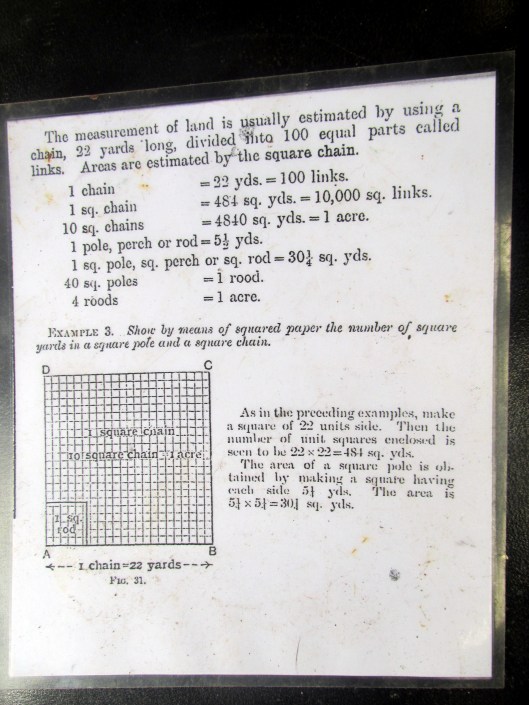 The measurement of land is usually estimated by using a
chain, 22 yards long, divided into 100 equal parts called
links. Areas are estimated by the square chain.
1 chain = 22 yds. = 100 links.
1 sq. chain = 484 sq. yds. = 10,000 sq. links.
10 sq. chains = 4840 sq. yds. = 1 acre.
1 pole, perch or rod = 5½ yds.
1 sq. pole, sq. perch or sq. rod = 30¼ sq. yds.
40 sq. poles = 1 rood.
4 roods = 1 acre.
EXAMPLE 3. Show by means of squared paper the number of square
yards in a square pole and a square chain.
D C
1 square chain
10 square chain = 1 acre
1 sq.
rod
A B
1 chain=22 yards
FIG. 31.
As in the preceding examples, make
a square of 22 units side. Then the
number of unit squares enclosed is
seen to be 22 × 22 = 484 sq. yds.
The area of a square pole is ob-
tained by making a square having
each side 5½ yds. The area is
5½ × 5½ = 30¼ sq. yds.